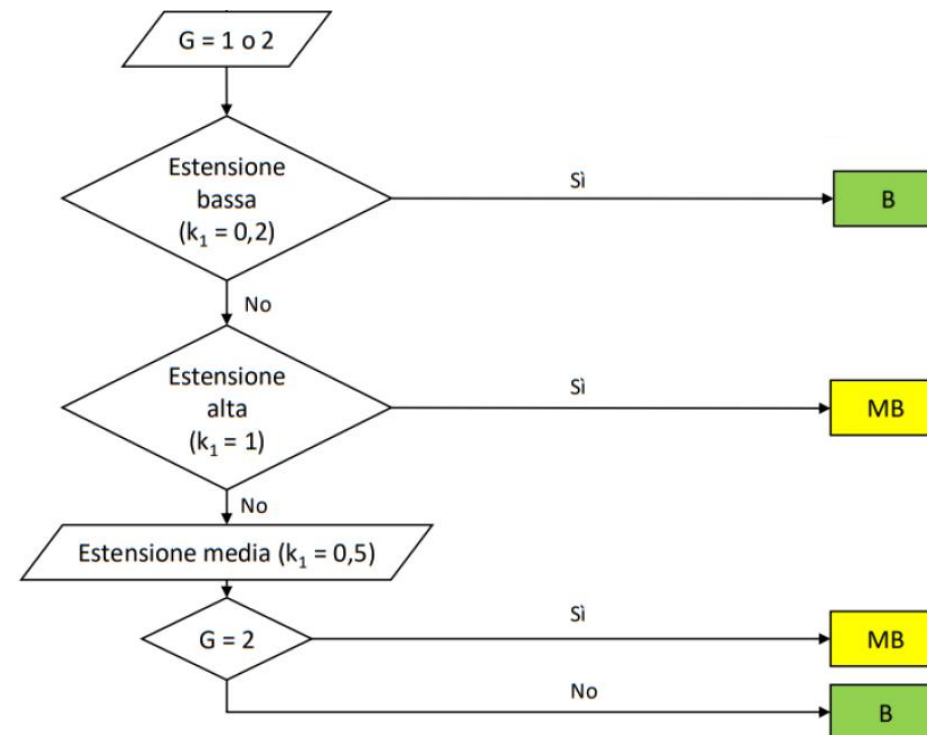 G = 1 o 2
Estensione
bassa
(k₁ = 0,2)
Sì
B
No
Estensione
alta
(k₁ = 1)
Sì
MB
No
Estensione media (k₁ = 0,5)
G = 2
Sì
MB
No
B